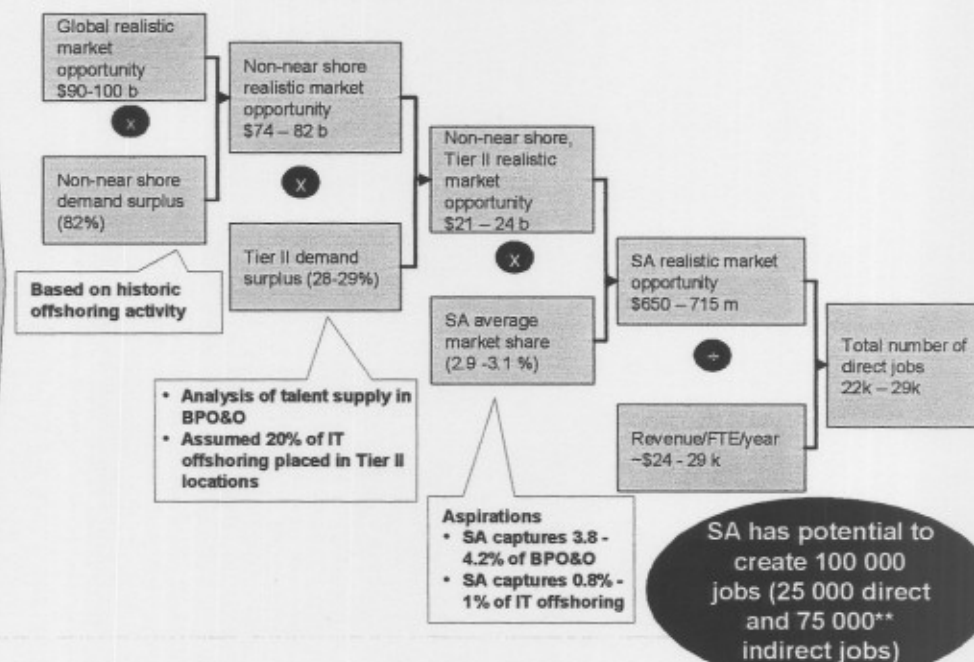 Global realistic
market
opportunity
$90-100 b
x
Non-near shore
demand surplus
(82%)
Based on historic
offshoring activity
Non-near shore
realistic market
opportunity
$74 – 82 b
X
Tier II demand
surplus (28-29%)
• Analysis of talent supply in
BPO&O
• Assumed 20% of IT
offshoring placed in Tier II
locations
Non-near shore,
Tier II realistic
market
opportunity
$21 – 24 b
X
SA average
market share
(2.9 -3.1 %)
Aspirations
• SA captures 3.8 -
4.2% of BPO&O
• SA captures 0.8% -
1% of IT offshoring
SA realistic market
opportunity
$650 – 715 m
÷
Revenue/FTE/year
~$24 - 29 k
Total number of
direct jobs
22k – 29k
SA has potential to
create 100 000
jobs (25 000 direct
and 75 000**
indirect jobs)